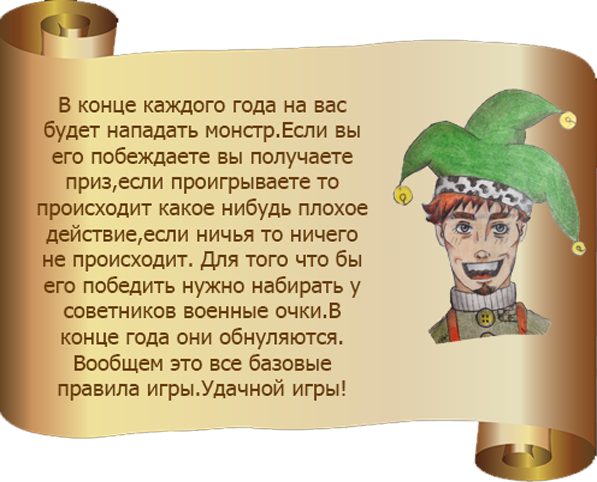 В конце каждого года на вас
будет нападать монстр.Если вы
его побеждаете вы получаете
приз,если проигрываете то
происходит какое нибудь плохое
действие,если ничья то ничего
не происходит. Для того что бы
его победить нужно набирать у
советников военные очки.В
конце года они обнуляются.
Вообщем это все базовые
правила игры.Удачной игры!